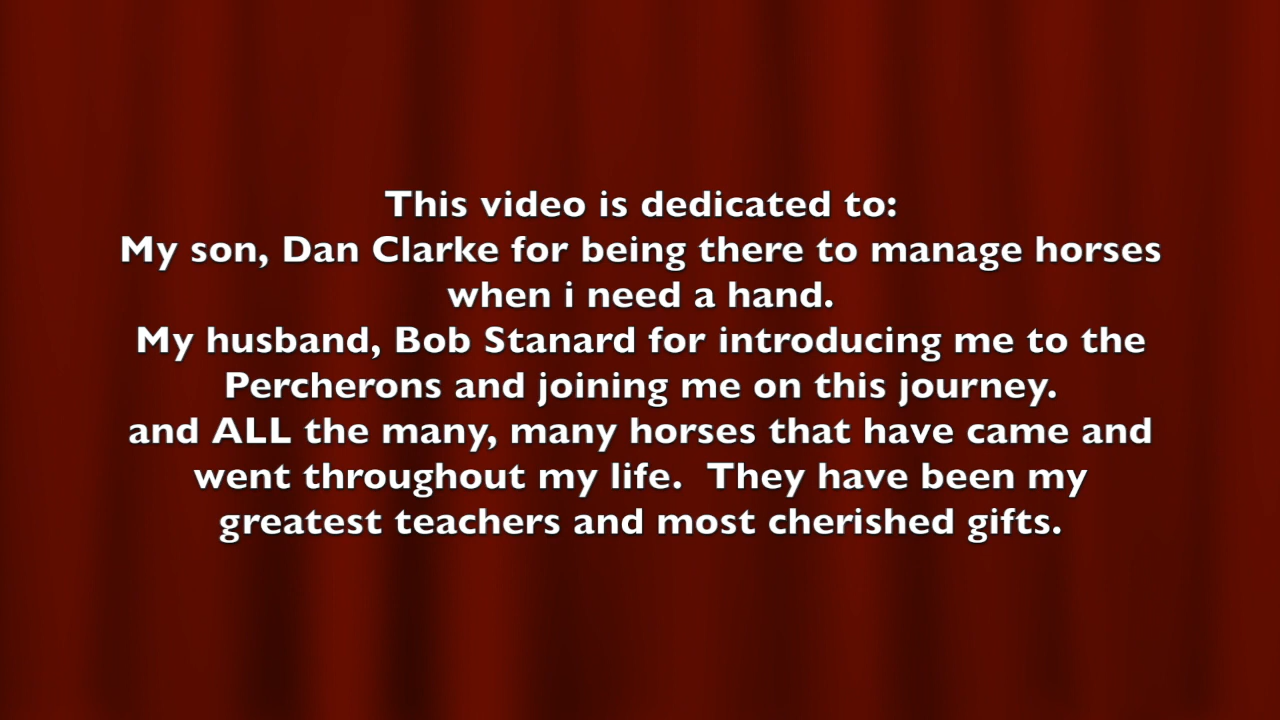 This video is dedicated to:
My son, Dan Clarke for being there to manage horses
when i need a hand.
My husband, Bob Stanard for introducing me to the
Percherons and joining me on this journey.
and ALL the many, many horses that have came and
went throughout my life.  They have been my
greatest teachers and most cherished gifts.